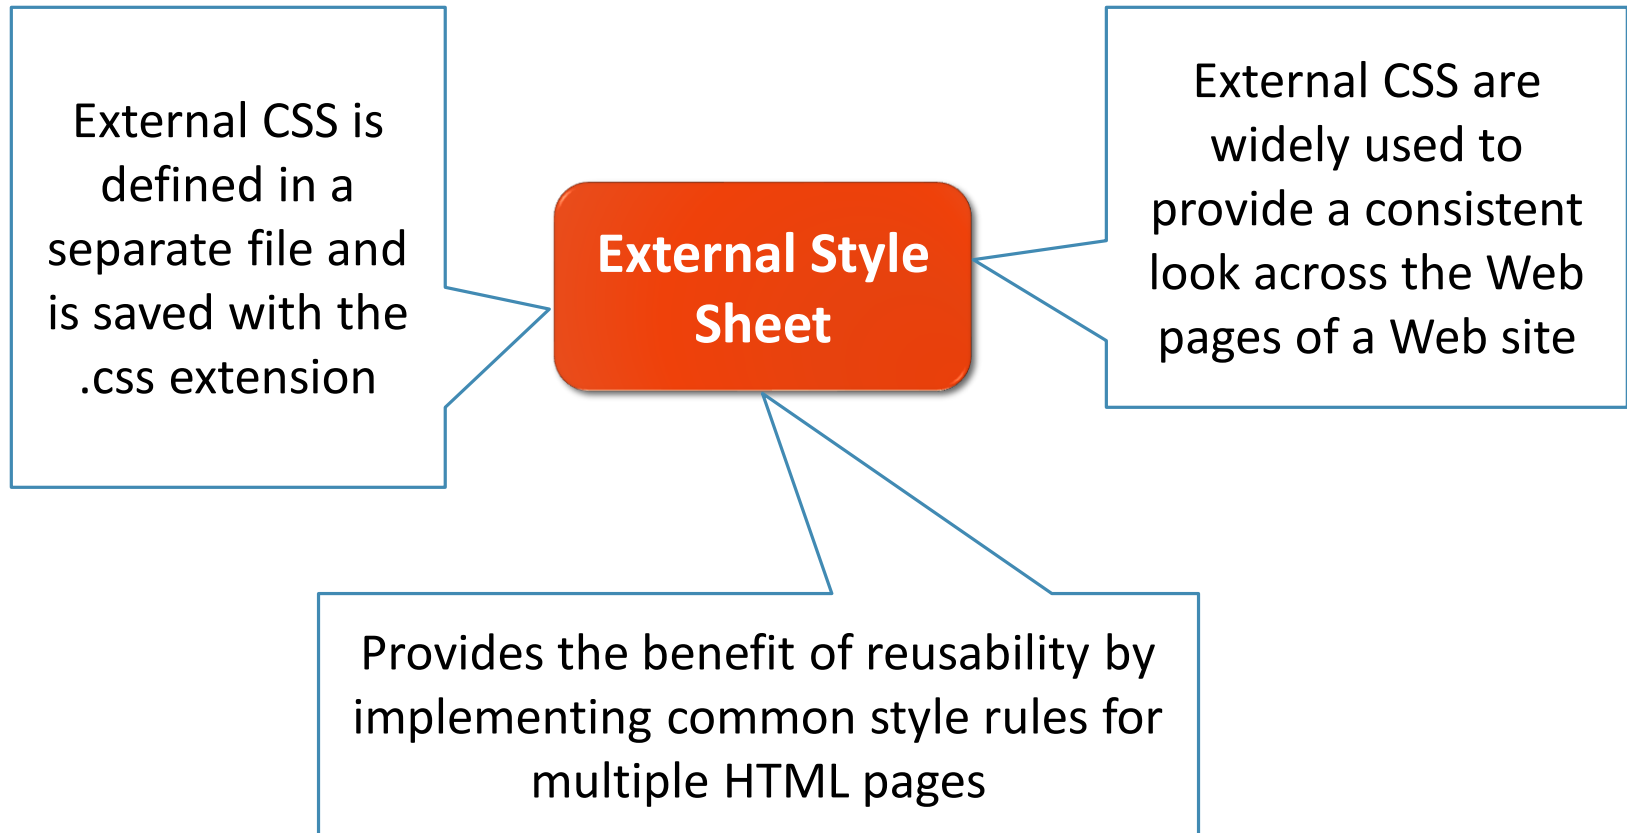 External CSS is
defined in a
separate file and
is saved with the
.css extension
External Style
Sheet
External CSS are
widely used to
provide a consistent
look across the Web
pages of a Web site
Provides the benefit of reusability by
implementing common style rules for
multiple HTML pages